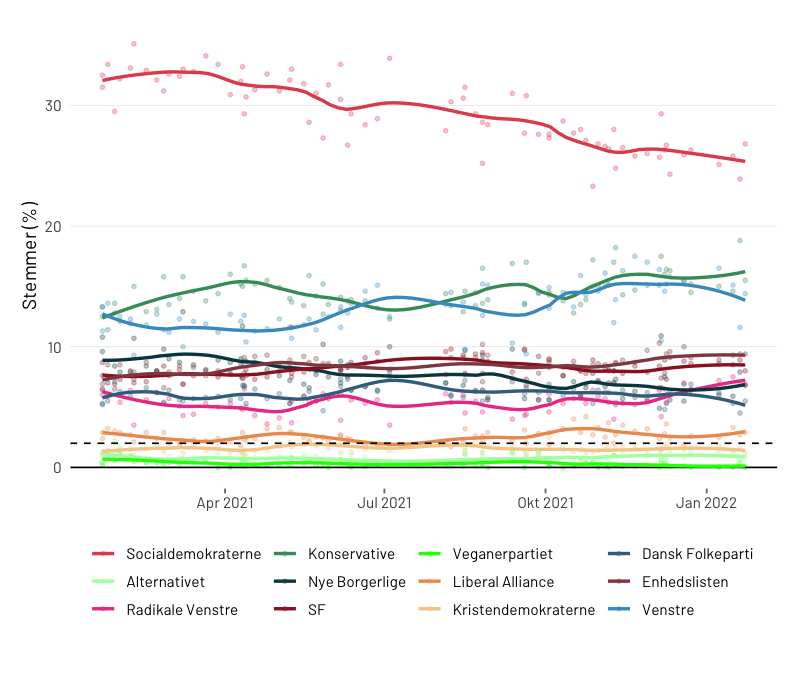 Stemmer(%)
30
20
10
0
Apr 2021 Jul 2021 Okt 2021 Jan 2022
Socialdemokraterne Konservative Veganerpartiet Dansk Folkeparti
Alternativet Nye Borgerlige Liberal Alliance Enhedslisten
Radikale Venstre SF Kristendemokraterne Venstre